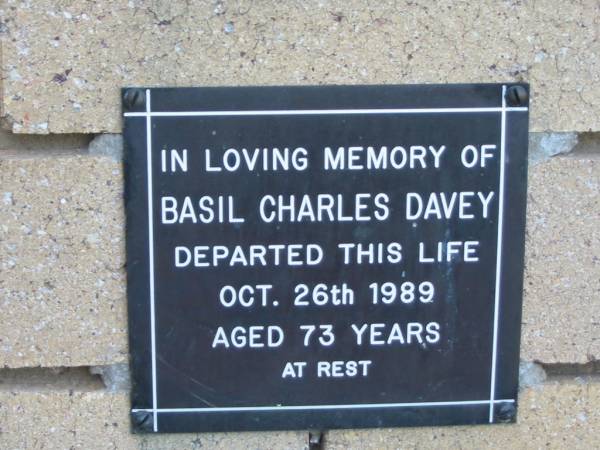 IN LOVING MEMORY OF
BASIL CHARLES DAVEY
DEPARTED THIS LIFE
OCT. 26th 1989
AGED 73 YEARS
AT REST